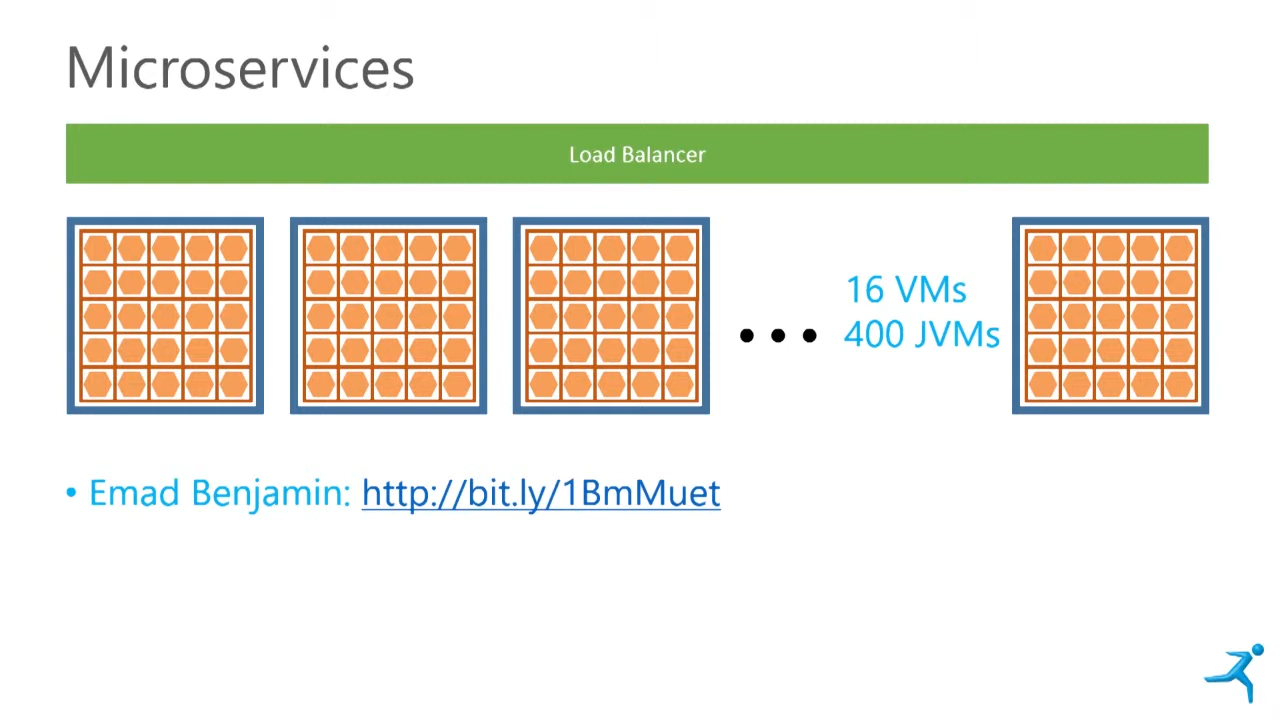 Microservices
Load Balancer
16 VMs
400 JVMs
• Emad Benjamin: http://bit.ly/1BmMuet